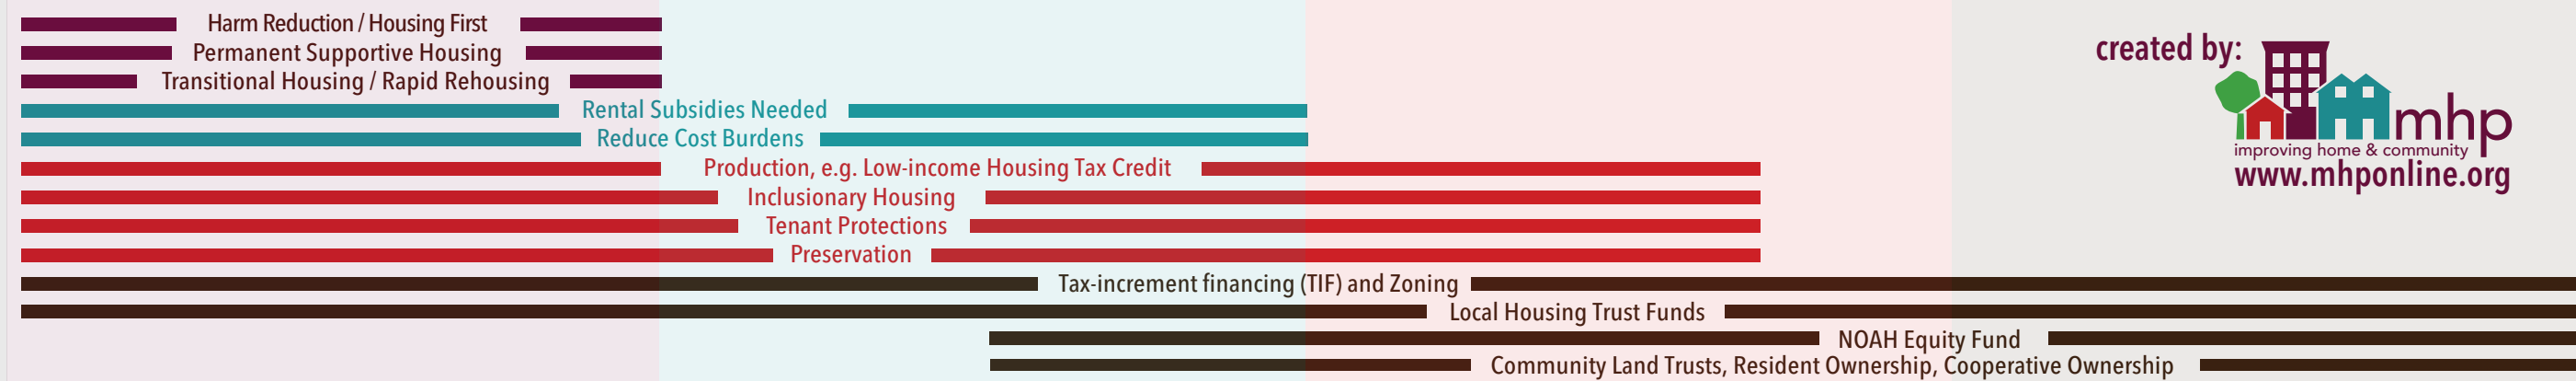 Harm Reduction / Housing First
Permanent Supportive Housing
Transitional Housing / Rapid Rehousing
Rental Subsidies Needed
Reduce Cost Burdens
Production, e.g. Low-income Housing Tax Credit
Inclusionary Housing
Tenant Protections
Preservation
Tax-increment financing (TIF) and Zoning
Local Housing Trust Funds
NOAH Equity Fund
Community Land Trusts, Resident Ownership, Cooperative Ownership
created by:
mhp
improving home & community
www.mhponline.org